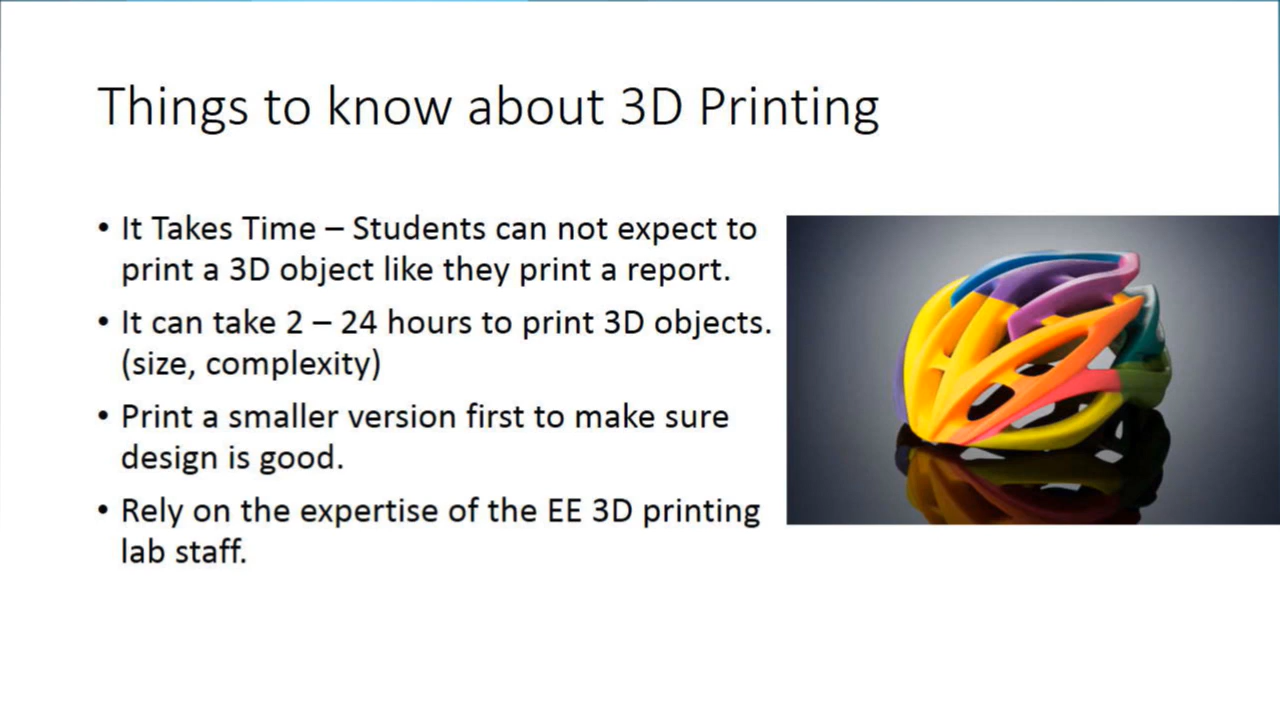 Things to know about 3D Printing
• It Takes Time – Students can not expect to
print a 3D object like they print a report.
• It can take 2 – 24 hours to print 3D objects.
(size, complexity)
• Print a smaller version first to make sure
design is good.
• Rely on the expertise of the EE 3D printing
lab staff.